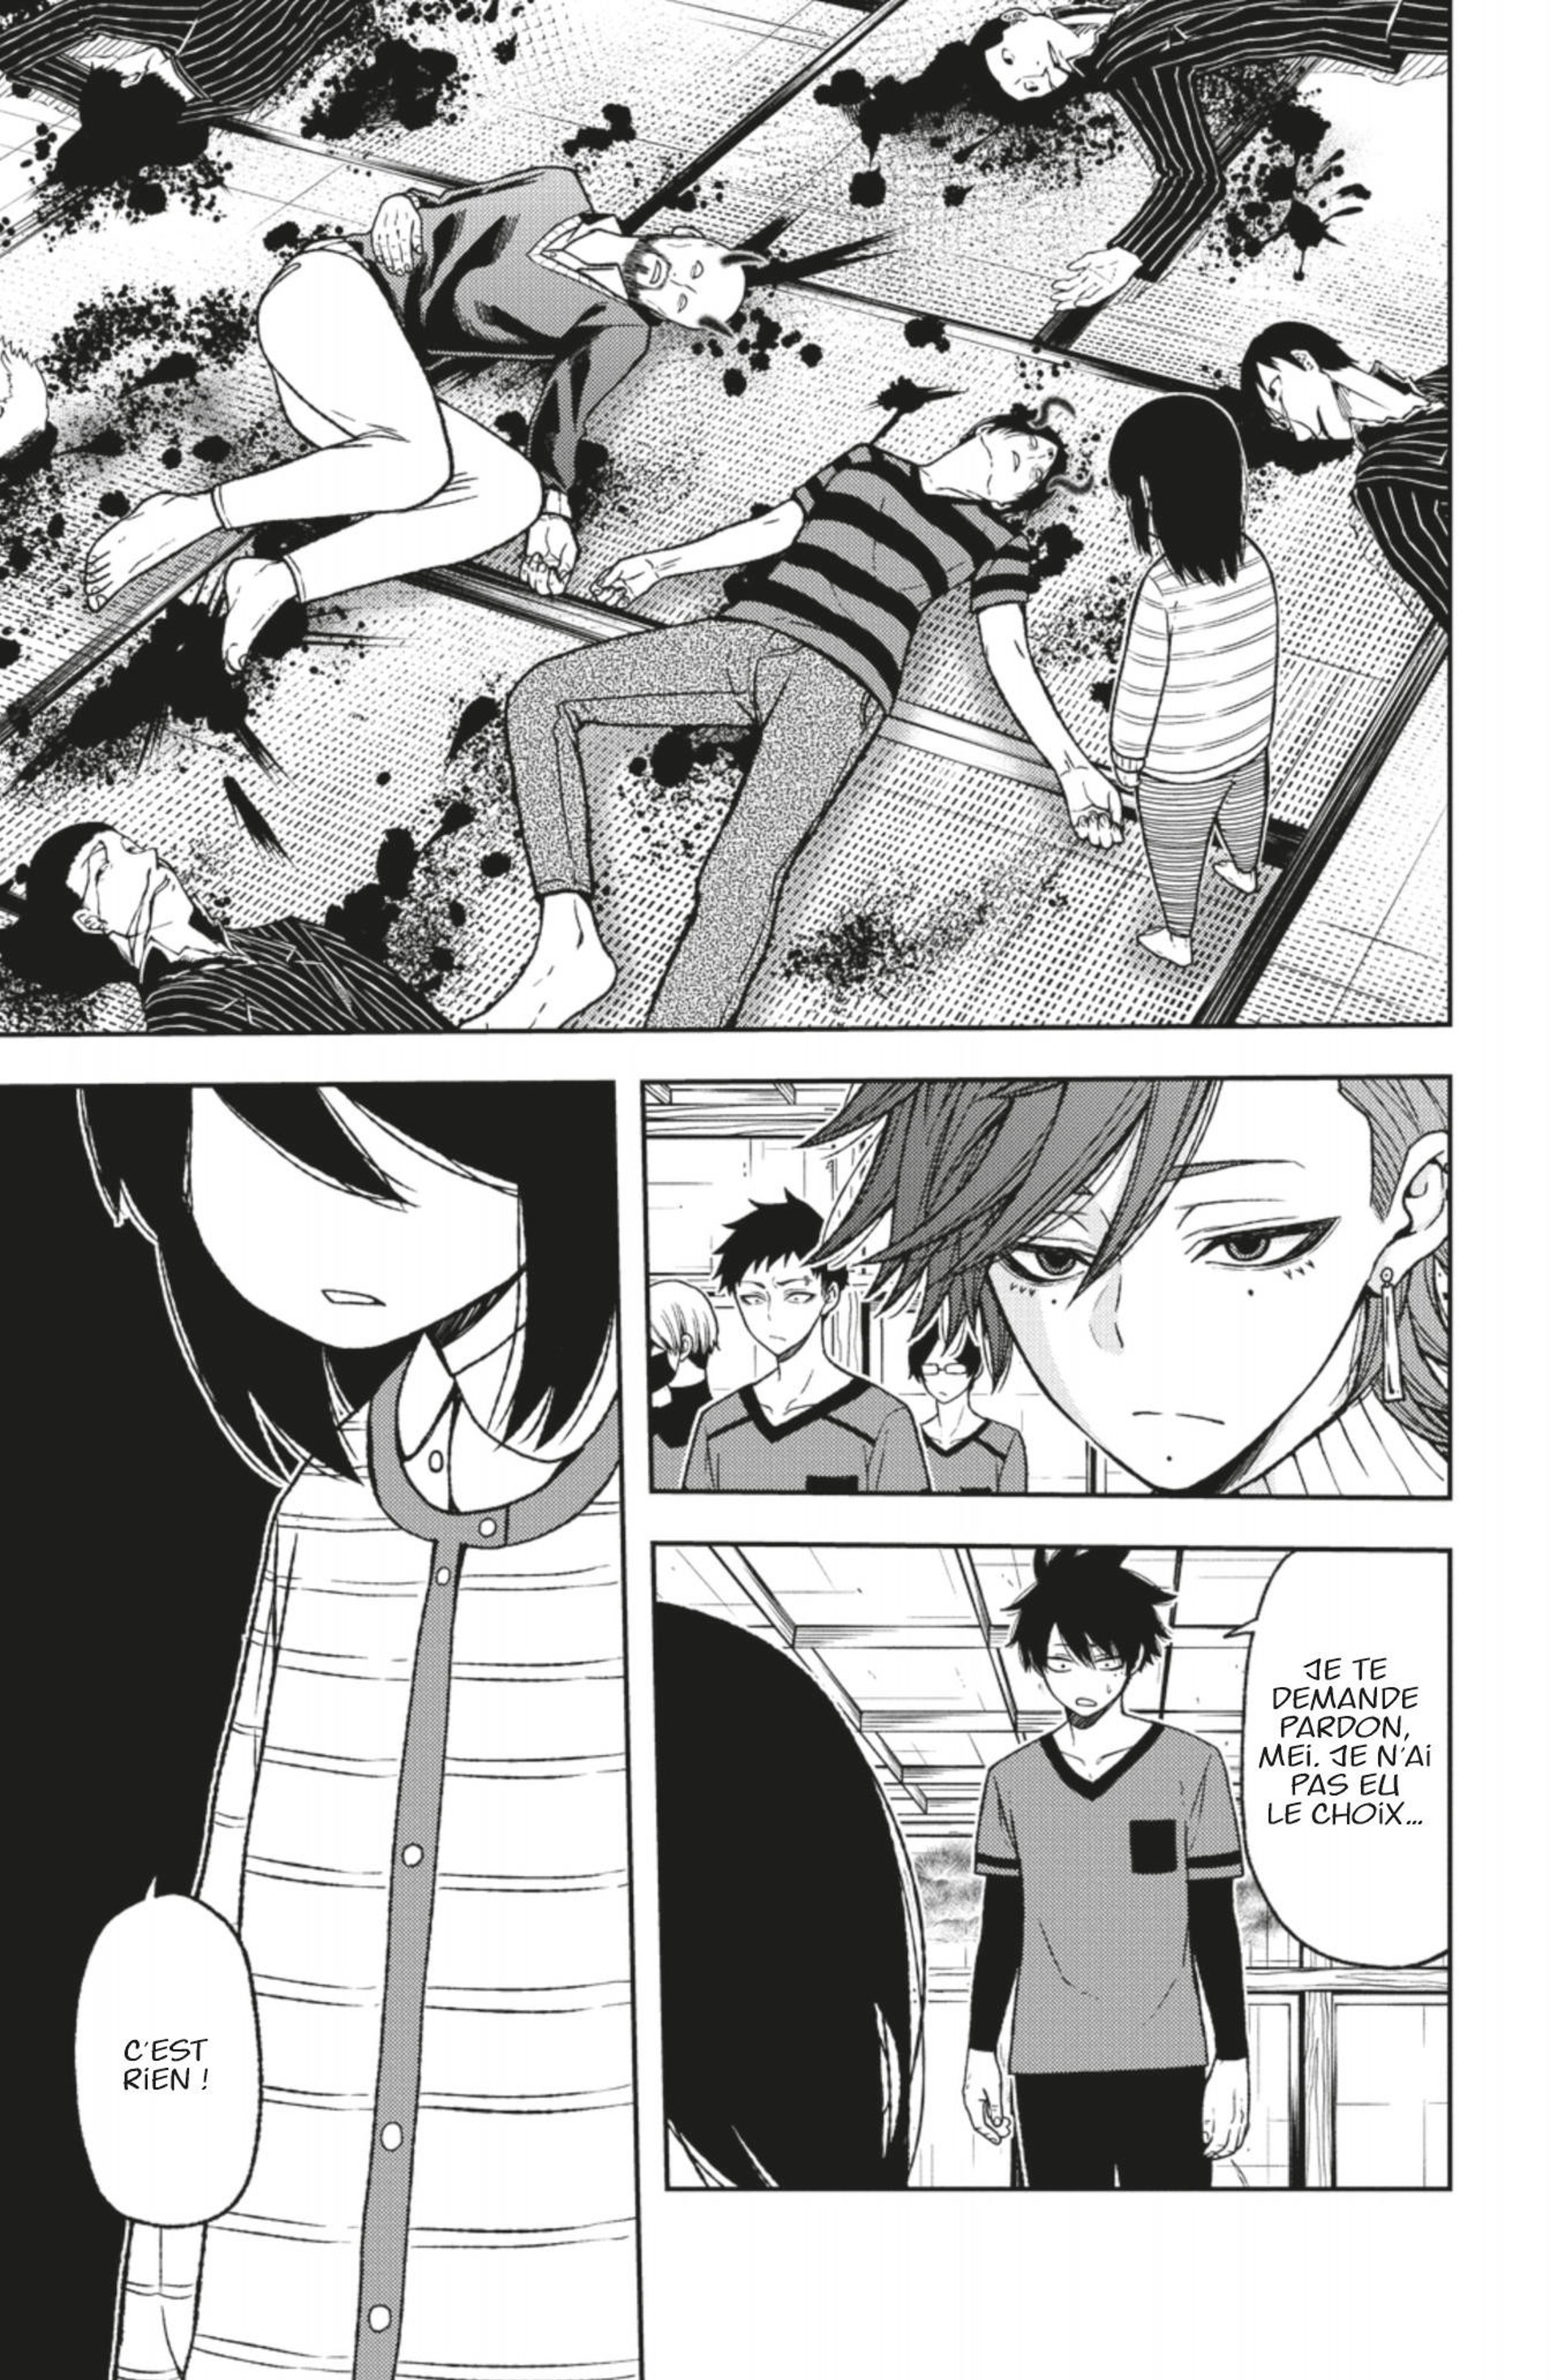 JE TE
DEMANDE
PARDON,
MEI. JE N'AI
PAS EU
LE CHOIX...
C'EST
RIEN !